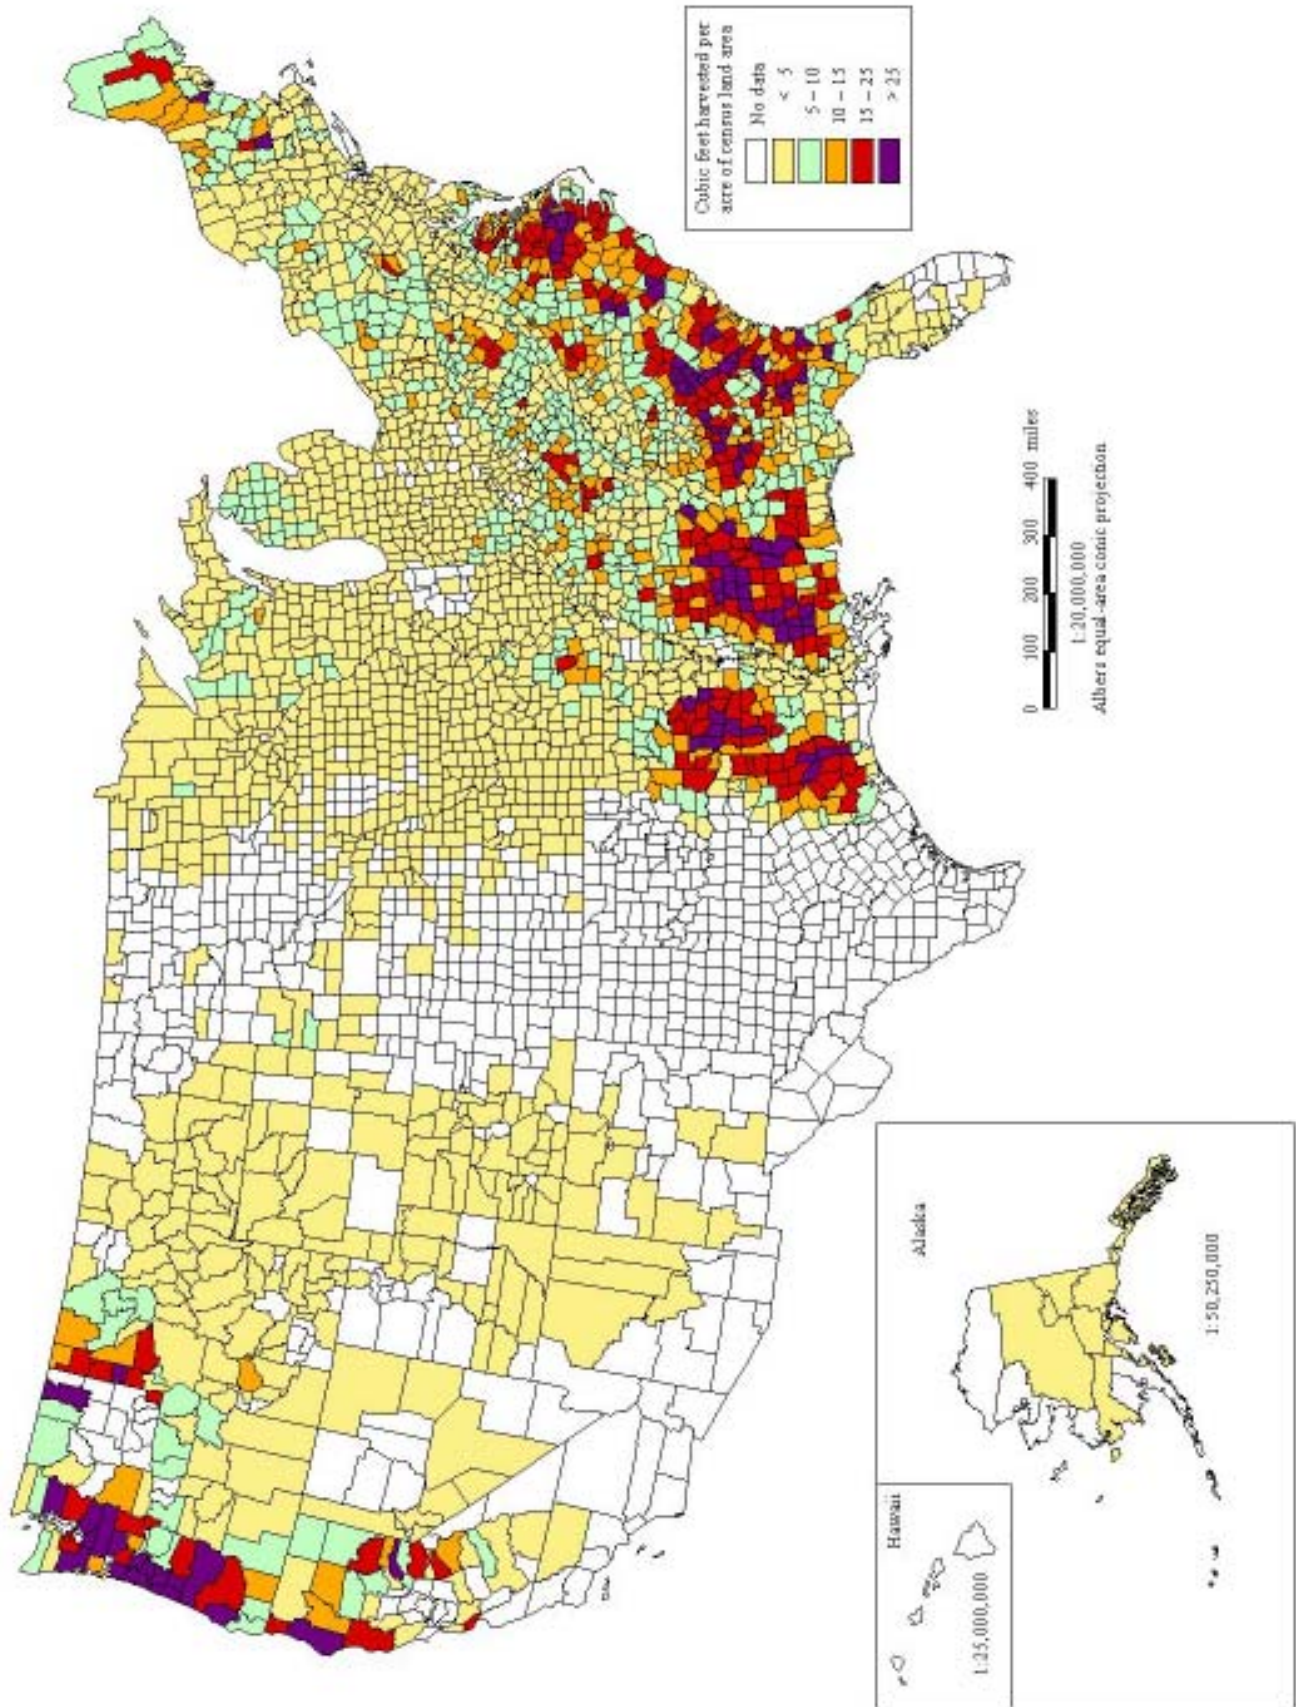 Cubic feet harvested per
acre of census land area
No data
< 5
5 – 10
10 – 15
15 – 25
> 25
0 100 200 300 400 miles
1:20,000,000
Albers equal-area conic projection
Alaska
1:50,250,000
Hawaii
1:25,000,000